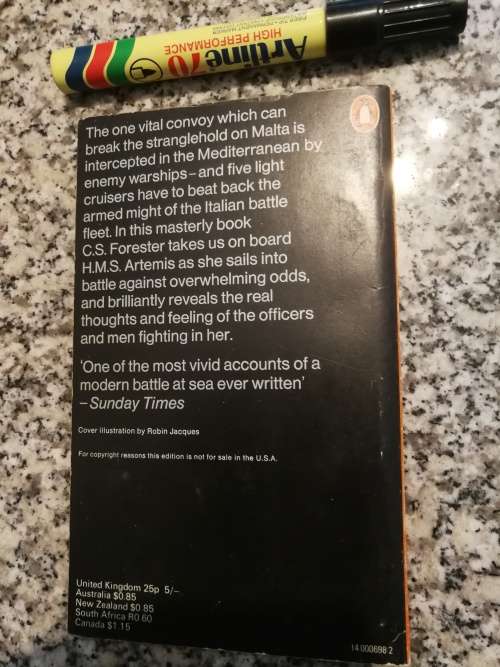 Artline 70
HIGH PERFORMANCE
The one vital convoy which can
break the stranglehold on Malta is
intercepted in the Mediterranean by
enemy warships – and five light
cruisers have to beat back the
armed might of the Italian battle
fleet. In this masterly book
C.S. Forester takes us on board
H.M.S. Artemis as she sails into
battle against overwhelming odds,
and brilliantly reveals the real
thoughts and feeling of the officers
and men fighting in her.
'One of the most vivid accounts of a
modern battle at sea ever written'
– Sunday Times
Cover illustration by Robin Jacques
For copyright reasons this edition is not for sale in the U.S.A.
United Kingdom 25p 5/–
Australia $0.85
New Zealand $0.85
South Africa R0 60
Canada $1.15
14 000698 2